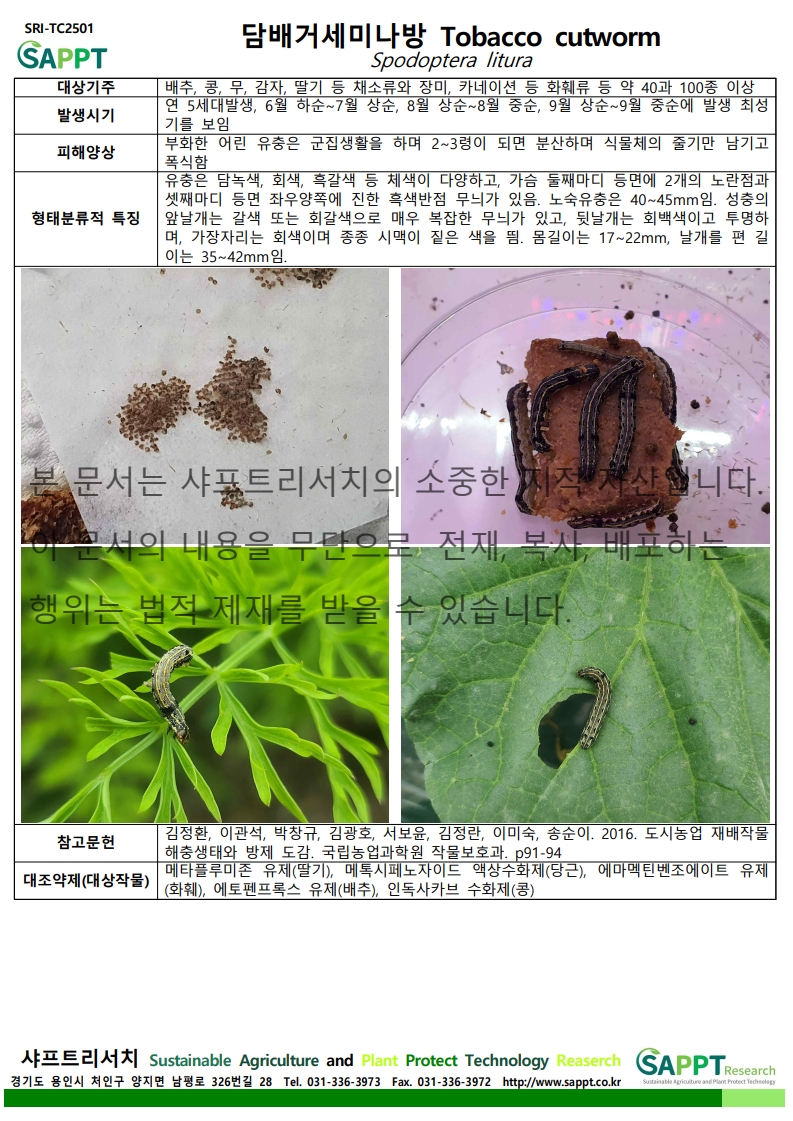 SRI-TC2501
담배거세미나방 Tobacco cutworm
SAPPT
Spodoptera litura
대상기주
배추, 콩, 무, 감자, 딸기 등 채소류와 장미, 카네이션 등 화훼류 등 약 40과 100종 이상
발생시기
연 5세대발생, 6월 하순~7월 상순, 8월 상순~8월 중순, 9월 상순~9월 중순에 발생 최성
기를 보임
피해양상
부화한 어린 유충은 군집생활을 하며 2~3령이 되면 분산하며 식물체의 줄기만 남기고
폭식함
형태분류적 특징
유충은 담녹색, 회색, 흑갈색 등 체색이 다양하고, 가슴 둘째마디 등면에 2개의 노란점과
셋째마디 등면 좌우양쪽에 진한 흑색반점 무늬가 있음. 노숙유충은 40~45mm임. 성충의
앞날개는 갈색 또는 회갈색으로 매우 복잡한 무늬가 있고, 뒷날개는 회백색이고 투명하
며, 가장자리는 회색이며 종종 시맥이 짙은 색을 띔. 몸길이는 17~22mm, 날개를 편 길
이는 35~42mm임.
본 문서는 샤프트리서치의 소중한 지적 자산입니다.
이 문서의 내용을 무단으로 전재, 복사, 배포하는
행위는 법적 제재를 받을 수 있습니다.
참고문헌
김정환, 이관석, 박창규, 김광호, 서보윤, 김정란, 이미숙, 송순이. 2016. 도시농업 재배작물
해충생태와 방제 도감. 국립농업과학원 작물보호과. p91-94
대조약제(대상작물)
메타플루미존 유제(딸기), 메톡시페노자이드 액상수화제(당근), 에마멕틴벤조에이트 유제
(화훼), 에토펜프록스 유제(배추), 인독사카브 수화제(콩)
샤프트리서치 Sustainable Agriculture and Plant Protect Technology Reaserch
경기도 용인시 처인구 양지면 남평로 326번길 28 Tel. 031-336-3973 Fax. 031-336-3972 http://www.sappt.co.kr
SAPPT Research
Sustainable Agriculture and Plant Protect Technology